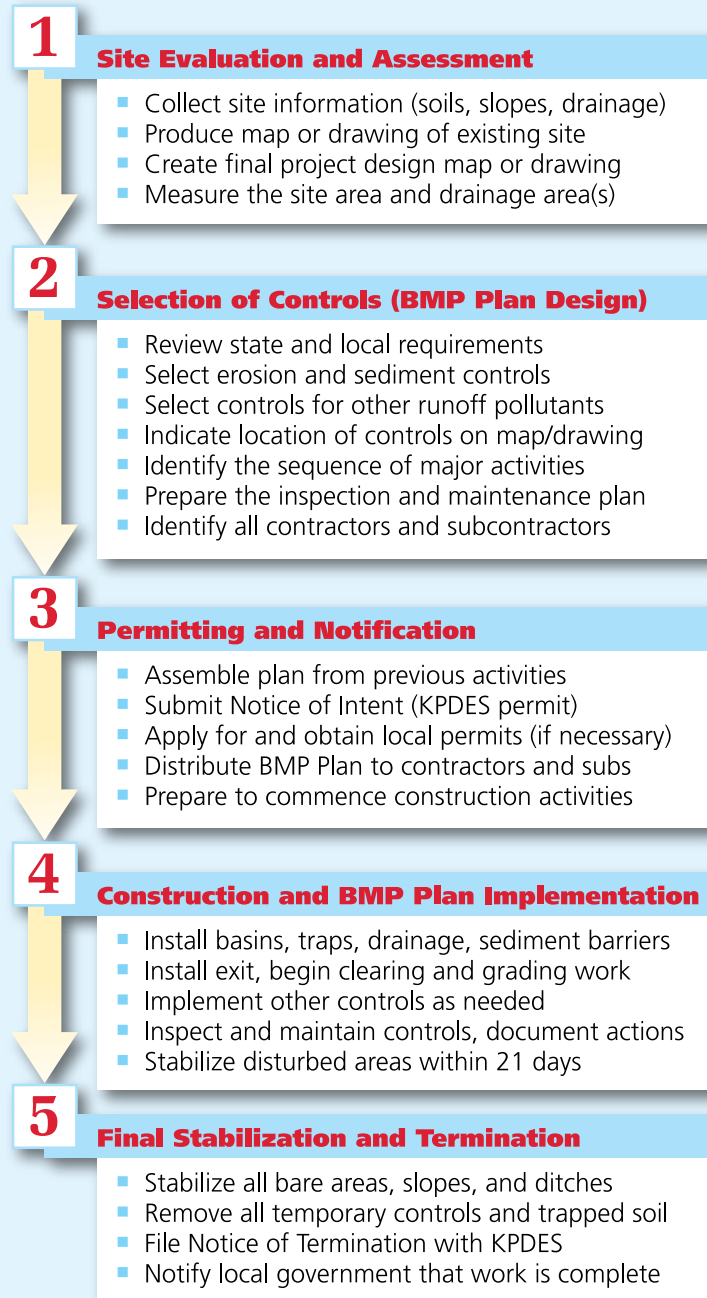 1
Site Evaluation and Assessment
■ Collect site information (soils, slopes, drainage)
■ Produce map or drawing of existing site
■ Create final project design map or drawing
■ Measure the site area and drainage area(s)
2
Selection of Controls (BMP Plan Design)
■ Review state and local requirements
■ Select erosion and sediment controls
■ Select controls for other runoff pollutants
■ Indicate location of controls on map/drawing
■ Identify the sequence of major activities
■ Prepare the inspection and maintenance plan
■ Identify all contractors and subcontractors
3
Permitting and Notification
■ Assemble plan from previous activities
■ Submit Notice of Intent (KPDES permit)
■ Apply for and obtain local permits (if necessary)
■ Distribute BMP Plan to contractors and subs
■ Prepare to commence construction activities
4
Construction and BMP Plan Implementation
■ Install basins, traps, drainage, sediment barriers
■ Install exit, begin clearing and grading work
■ Implement other controls as needed
■ Inspect and maintain controls, document actions
■ Stabilize disturbed areas within 21 days
5
Final Stabilization and Termination
■ Stabilize all bare areas, slopes, and ditches
■ Remove all temporary controls and trapped soil
■ File Notice of Termination with KPDES
■ Notify local government that work is complete